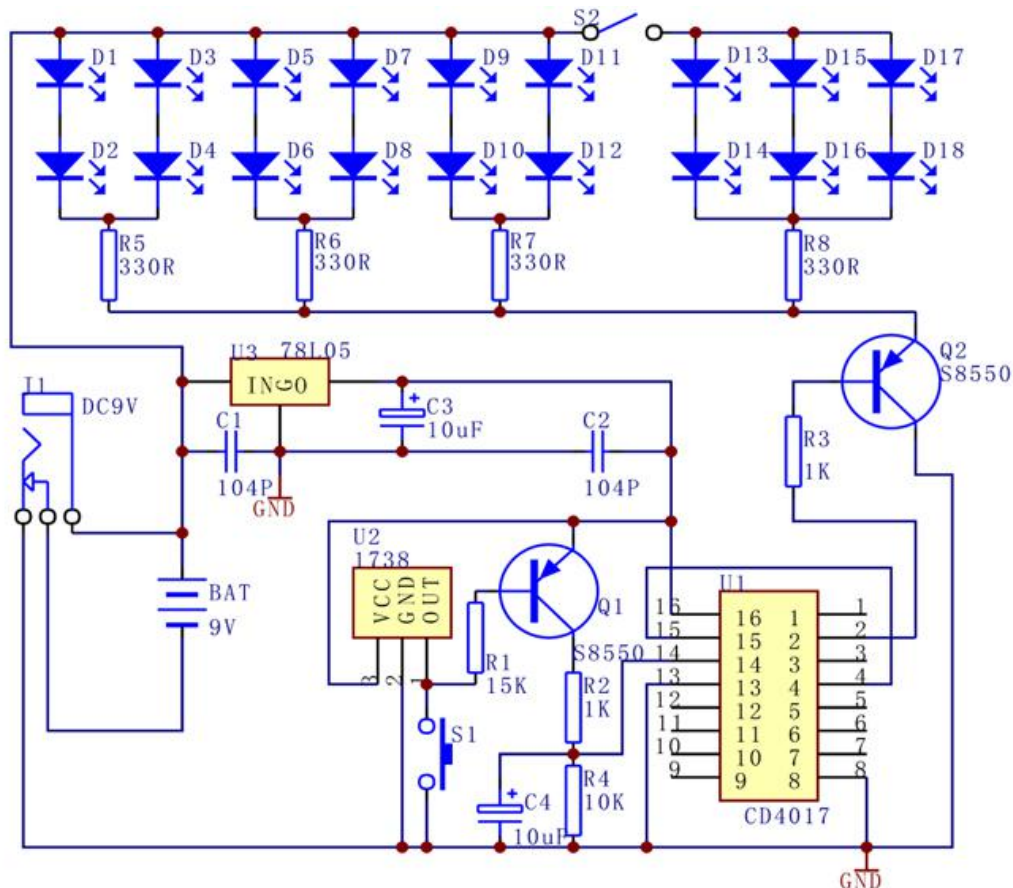 S2
D1 D3 D5 D7 D9 D11 D13 D15 D17
D2 D4 D6 D8 D10 D12 D14 D16 D18
R5 R6 R7 R8
330R 330R 330R 330R
U3 78L05
Q2
S8550
J1
DC9V
IN G O
C3
10uF
C1 C2
R3
1K
104P 104P
GND
U2
1738
U1
BAT
9V
VCC GND OUT
Q1
S8550
3 2 1
R1
15K
R2
1K
S1
16 16 1 1
15 15 2 2
14 14 3 3
13 13 4 4
12 12 5 5
11 11 6 6
10 10 7 7
9 9 8 8
R4
10K
C4
10uF
CD4017
GND